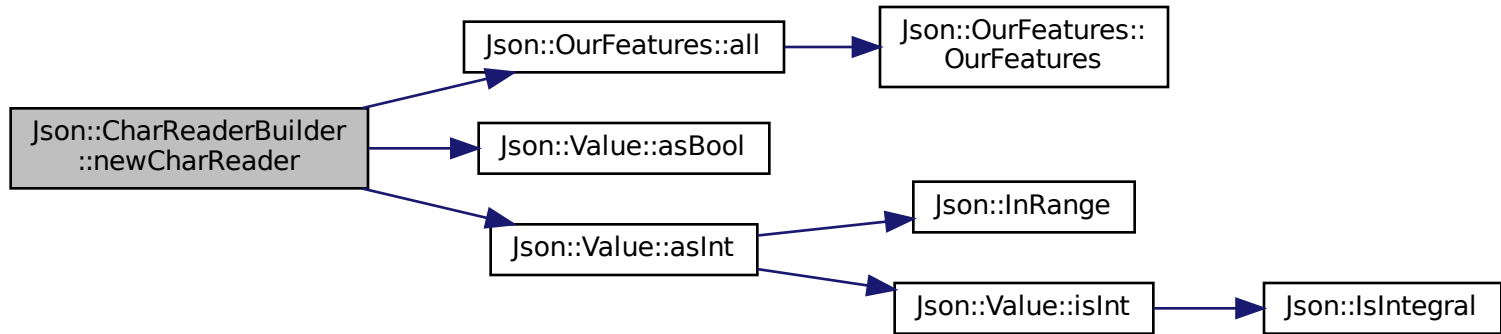 Json::CharReaderBuilder
::newCharReader
Json::OurFeatures::all
Json::OurFeatures::
OurFeatures
Json::Value::asBool
Json::Value::asInt
Json::InRange
Json::Value::isInt
Json::IsIntegral